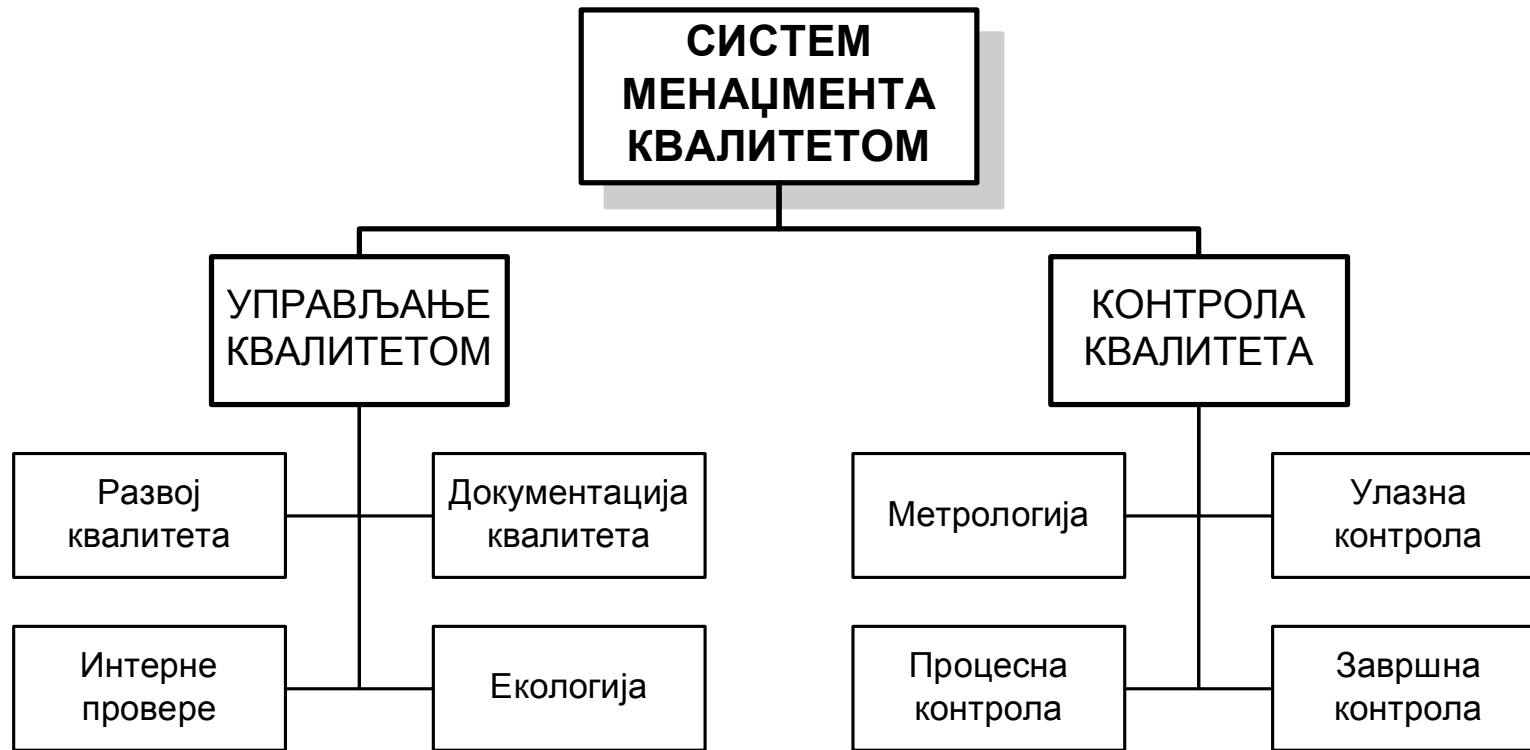 СИСТЕМ
МЕНАЏМЕНТА
КВАЛИТЕТОМ
УПРАВЉАЊЕ
КВАЛИТЕТОМ
КОНТРОЛА
КВАЛИТЕТА
Развој
квалитета
Документација
квалитета
Метрологија
Улазна
контрола
Интерне
провере
Екологија
Процесна
контрола
Завршна
контрола